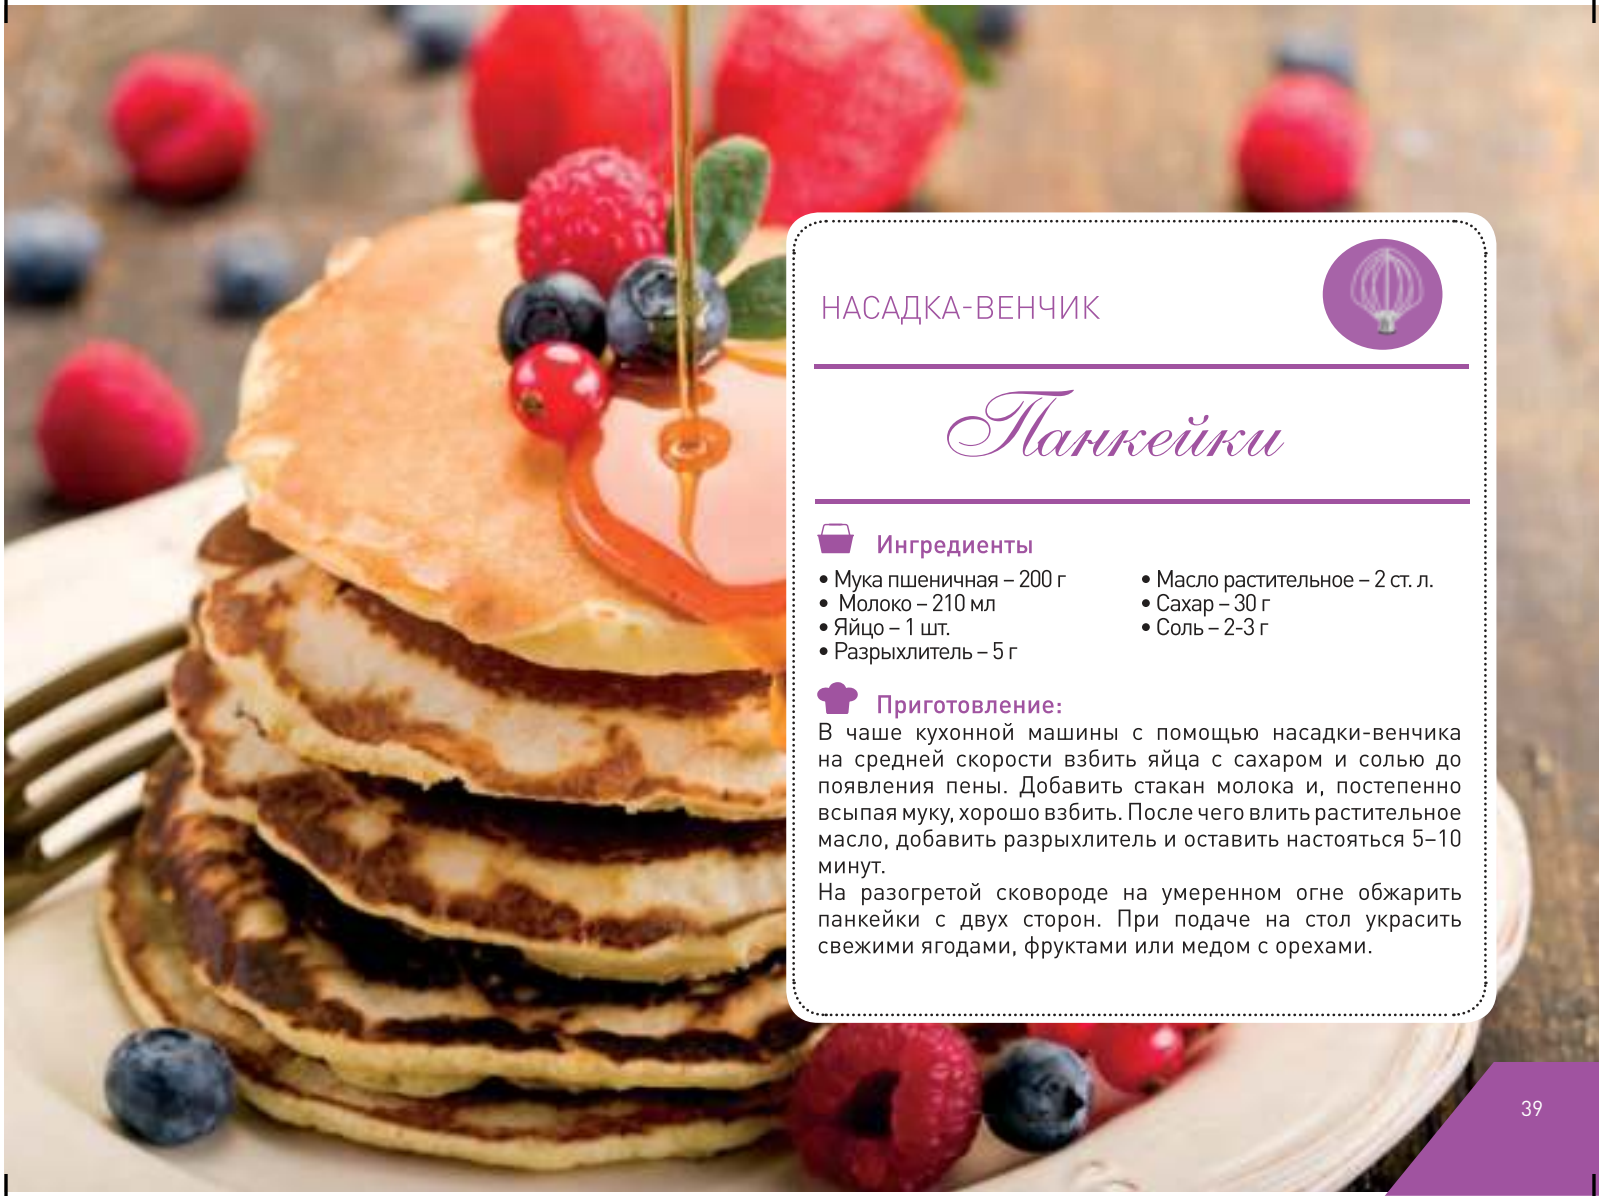 НАСАДКА-ВЕНЧИК
Панкейки
Ингредиенты
• Мука пшеничная – 200 г
• Молоко – 210 мл
• Яйцо – 1 шт.
• Разрыхлитель – 5 г
• Масло растительное – 2 ст. л.
• Сахар – 30 г
• Соль – 2-3 г
Приготовление:
В чаше кухонной машины с помощью насадки-венчика
на средней скорости взбить яйца с сахаром и солью до
появления пены. Добавить стакан молока и, постепенно
всыпая муку, хорошо взбить. После чего влить растительное
масло, добавить разрыхлитель и оставить настояться 5–10
минут.
На разогретой сковороде на умеренном огне обжарить
панкейки с двух сторон. При подаче на стол украсить
свежими ягодами, фруктами или медом с орехами.
39